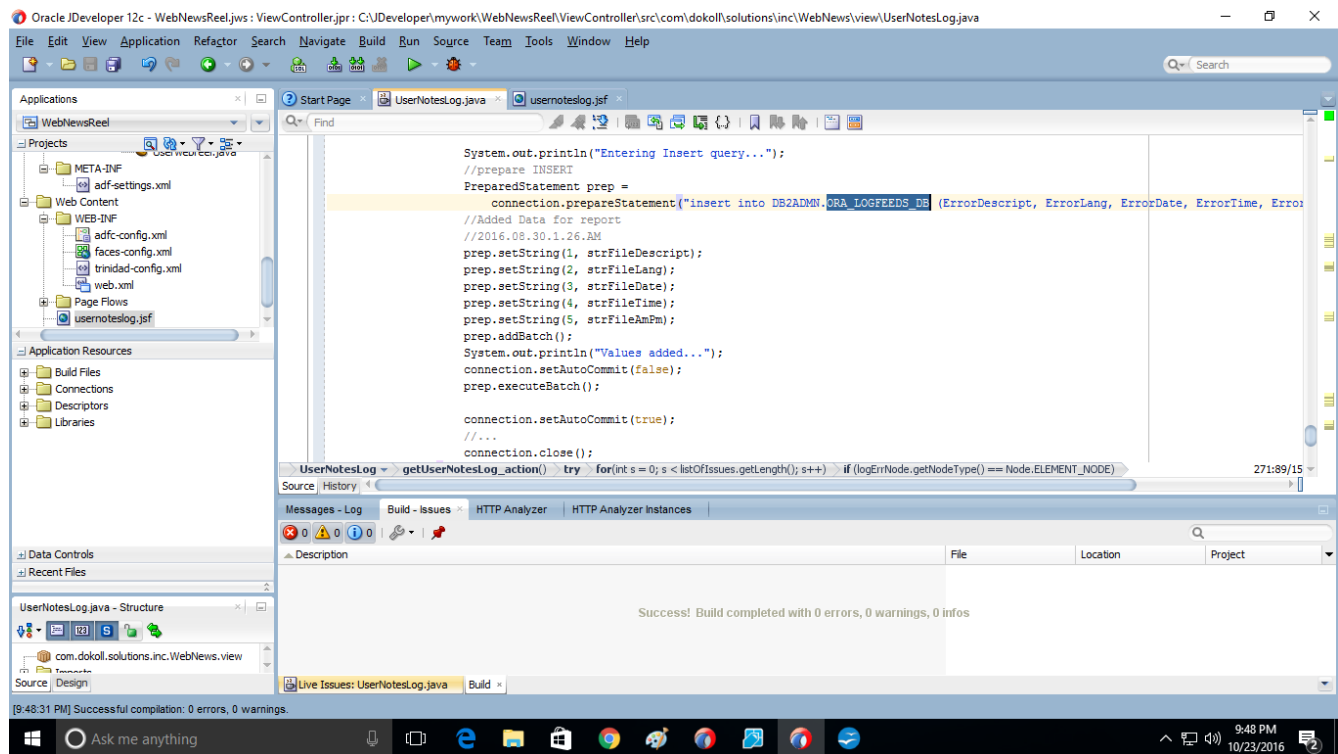 Oracle JDeveloper 12c - WebNewsReel.jws : ViewController.jpr : C:\JDeveloper\mywork\WebNewsReel\ViewController\src\com\dokoll\solutions\inc\WebNews\view\UserNotesLog.java
File Edit View Application Refactor Search Navigate Build Run Source Team Tools Window Help
Search
Applications
Start Page
UserNotesLog.java
usernoteslog.jsf
WebNewsReel
Find
Projects
META-INF
adf-settings.xml
Web Content
WEB-INF
adfc-config.xml
faces-config.xml
trinidad-config.xml
web.xml
Page Flows
usernoteslog.jsf
Application Resources
Build Files
Connections
Descriptors
Libraries
Data Controls
Recent Files
UserNotesLog.java - Structure
com.dokoll.solutions.inc.WebNews.view
Imports
Source Design
System.out.println("Entering Insert query...");
//prepare INSERT
PreparedStatement prep =
connection.prepareStatement("insert into DB2ADMN.ORA_LOGFEEDS_DB (ErrorDescript, ErrorLang, ErrorDate, ErrorTime, Error
//Added Data for report
//2016.08.30.1.26.AM
prep.setString(1, strFileDescript);
prep.setString(2, strFileLang);
prep.setString(3, strFileDate);
prep.setString(4, strFileTime);
prep.setString(5, strFileAmPm);
prep.addBatch();
System.out.println("Values added...");
connection.setAutoCommit(false);
prep.executeBatch();
connection.setAutoCommit(true);
//...
connection.close();
UserNotesLog getUserNotesLog_action() try for(int s = 0; s < listOfIssues.getLength(); s++) if (logErrNode.getNodeType() == Node.ELEMENT_NODE) 271:89/15
Source History
Messages - Log Build - Issues HTTP Analyzer HTTP Analyzer Instances
0 0 0
Description File Location Project
Success! Build completed with 0 errors, 0 warnings, 0 infos
Live Issues: UserNotesLog.java Build
[9:48:31 PM] Successful compilation: 0 errors, 0 warnings.
Ask me anything
9:48 PM
10/23/2016